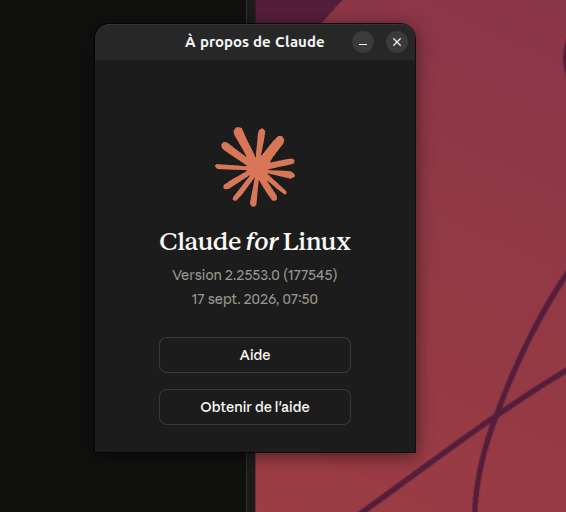 À propos de Claude
Claude for Linux
Version 2.2553.0 (177545)
17 sept. 2026, 07:50
Aide
Obtenir de l'aide